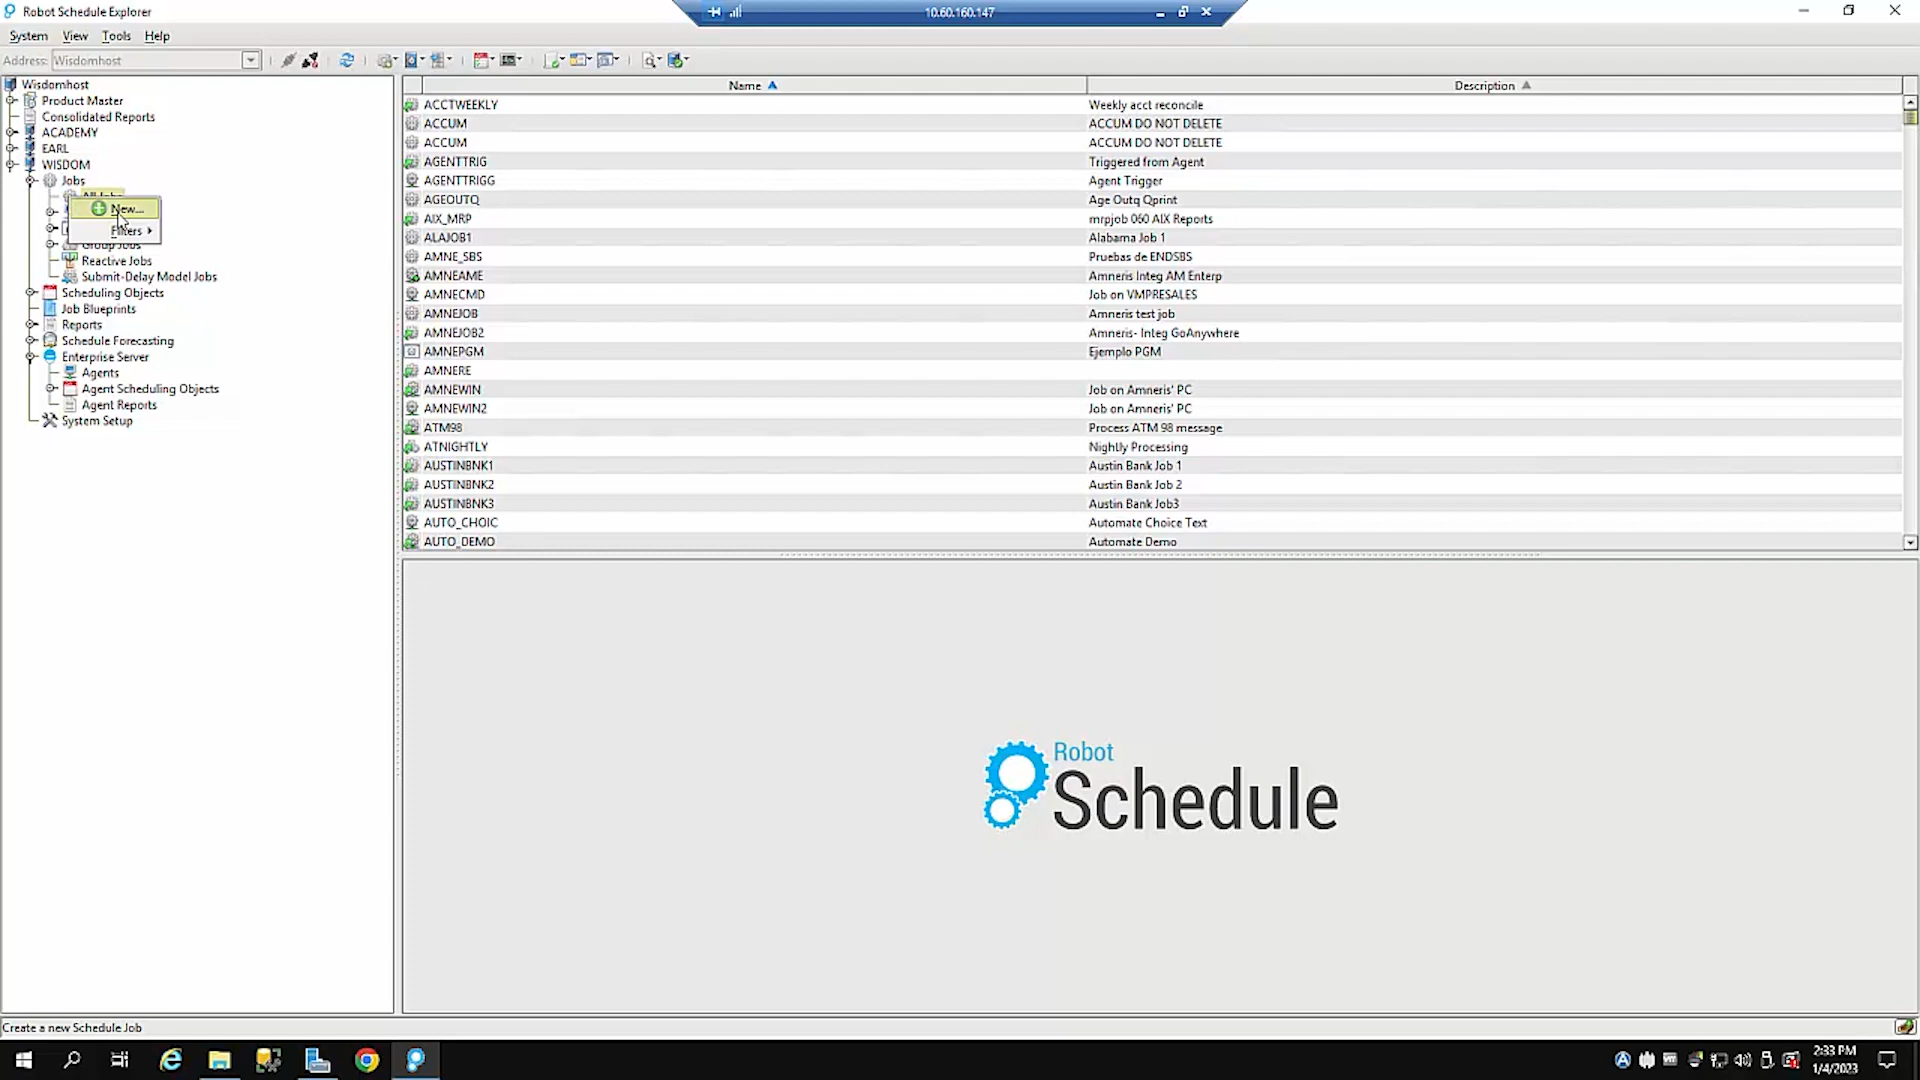 Robot Schedule Explorer
10.60.160.147
System View Tools Help
Address: Wisdomhost
Wisdomhost
Product Master
Consolidated Reports
ACADEMY
EARL
WISDOM
Jobs
All Jobs
New...
Filters
Group Jobs
Reactive Jobs
Submit-Delay Model Jobs
Scheduling Objects
Job Blueprints
Reports
Schedule Forecasting
Enterprise Server
Agents
Agent Scheduling Objects
Agent Reports
System Setup
Name Description
ACCTWEEKLY Weekly acct reconcile
ACCUM ACCUM DO NOT DELETE
ACCUM ACCUM DO NOT DELETE
AGENTTRIG Triggered from Agent
AGENTTRIGG Agent Trigger
AGEOUTQ Age Outq Qprint
AIX_MRP mrpjob 060 AIX Reports
ALAJOB1 Alabama Job 1
AMNE_SBS Pruebas de ENDSBS
AMNEAME Amneris Integ AM Enterp
AMNECMD Job on VMPRESALES
AMNEJOB Amneris test job
AMNEJOB2 Amneris- Integ GoAnywhere
AMNEPGM Ejemplo PGM
AMNERE
AMNEWIN Job on Amneris' PC
AMNEWIN2 Job on Amneris' PC
ATM98 Process ATM 98 message
ATNIGHTLY Nightlly Processing
AUSTINBNK1 Austin Bank Job 1
AUSTINBNK2 Austin Bank Job 2
AUSTINBNK3 Austin Bank Job3
AUTO_CHOIC Automate Choice Text
AUTO_DEMO Automate Demo
Robot
Schedule
Create a new Schedule Job
2:33 PM
1/4/2023